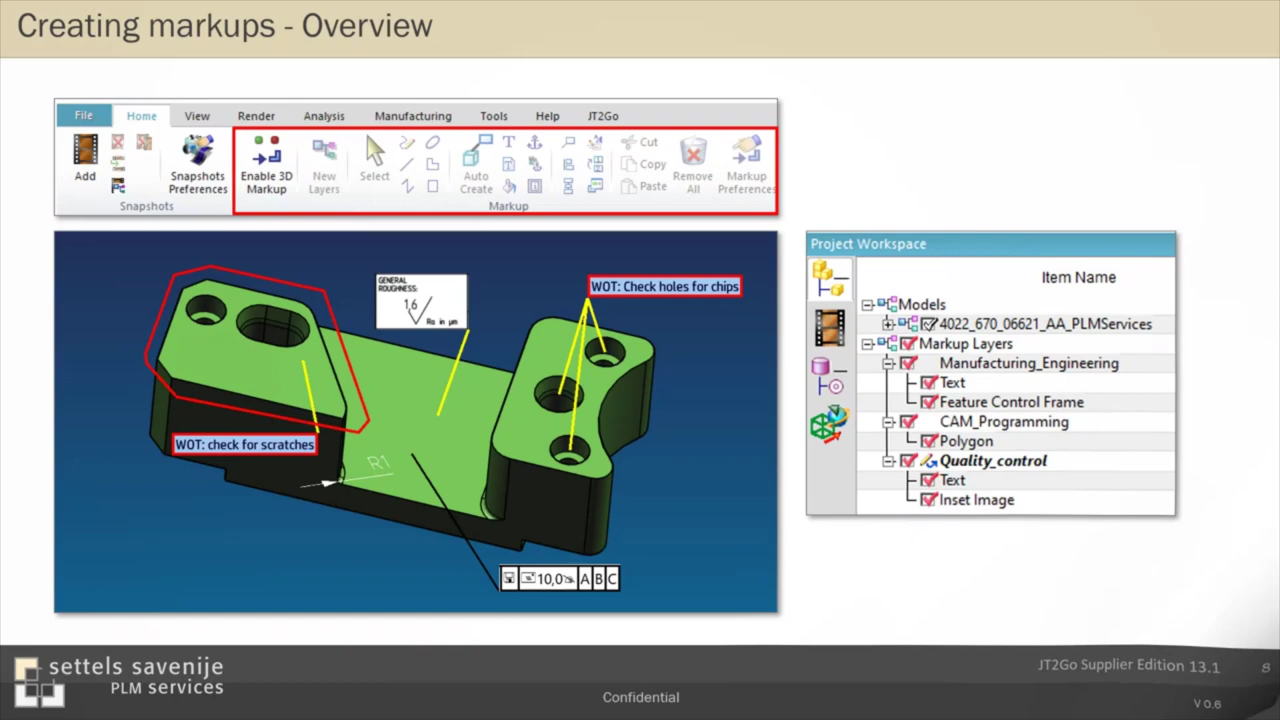 Creating markups - Overview
File Home View Render Analysis Manufacturing Tools Help JT2Go
Add
Snapshots
Preferences
Snapshots
Enable 3D
Markup
New
Layers
Select
Auto
Create
Cut
Copy
Paste
Remove
All
Markup
Preferences
Markup
GENERAL
ROUGHNESS:
1,6
Ra in µm
WOT: Check holes for chips
WOT: check for scratches
R1
10,0 A B C
Project Workspace
Item Name
Models
4022_670_06621_AA_PLMServices
Markup Layers
Manufacturing_Engineering
Text
Feature Control Frame
CAM_Programming
Polygon
Quality_control
Text
Inset Image
settels savenije
PLM services
Confidential
JT2Go Supplier Edition 13.1 8
V 0.6